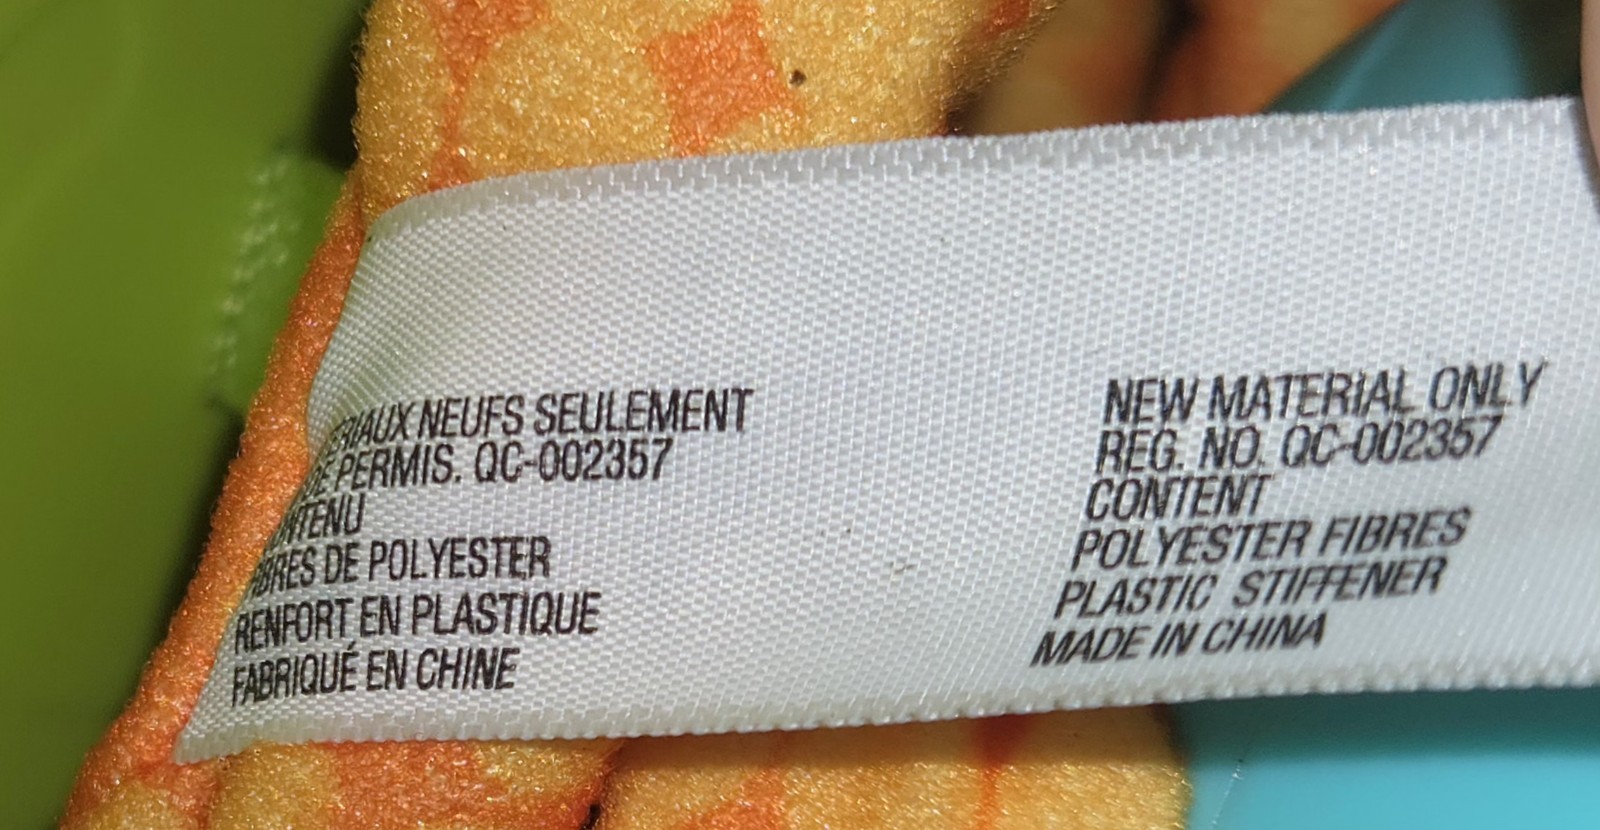 RIAUX NEUFS SEULEMENT
DE PERMIS. QC-002357
NTENU
BRES DE POLYESTER
RENFORT EN PLASTIQUE
FABRIQUÉ EN CHINE
NEW MATERIAL ONLY
REG. NO. QC-002357
CONTENT
POLYESTER FIBRES
PLASTIC STIFFENER
MADE IN CHINA